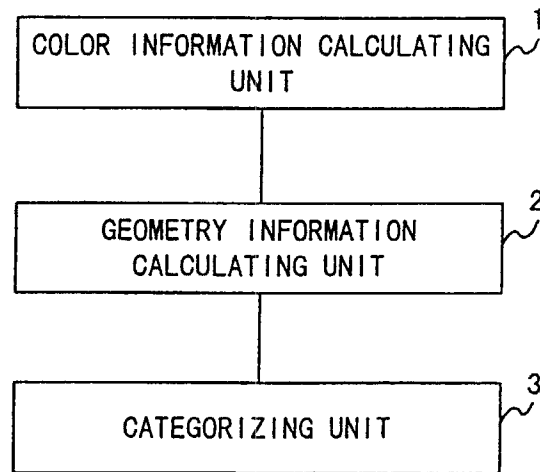 1
COLOR INFORMATION CALCULATING
UNIT
2
GEOMETRY INFORMATION
CALCULATING UNIT
3
CATEGORIZING UNIT